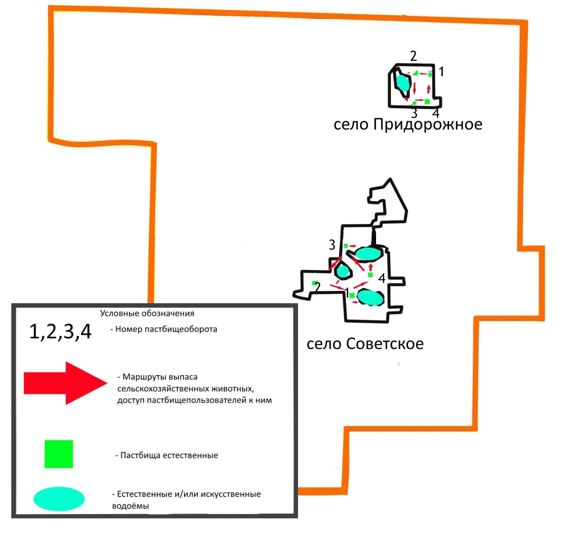 2
1
3 4
село Придорожное
3
4
2
1
село Советское
Условные обозначения
1,2,3,4
- Номер пастбищеоборота
- Маршруты выпаса
сельскохозяйственных животных,
доступ пастбищепользователей к ним
- Пастбища естественные
- Естественные и/или искусственные
водоёмы